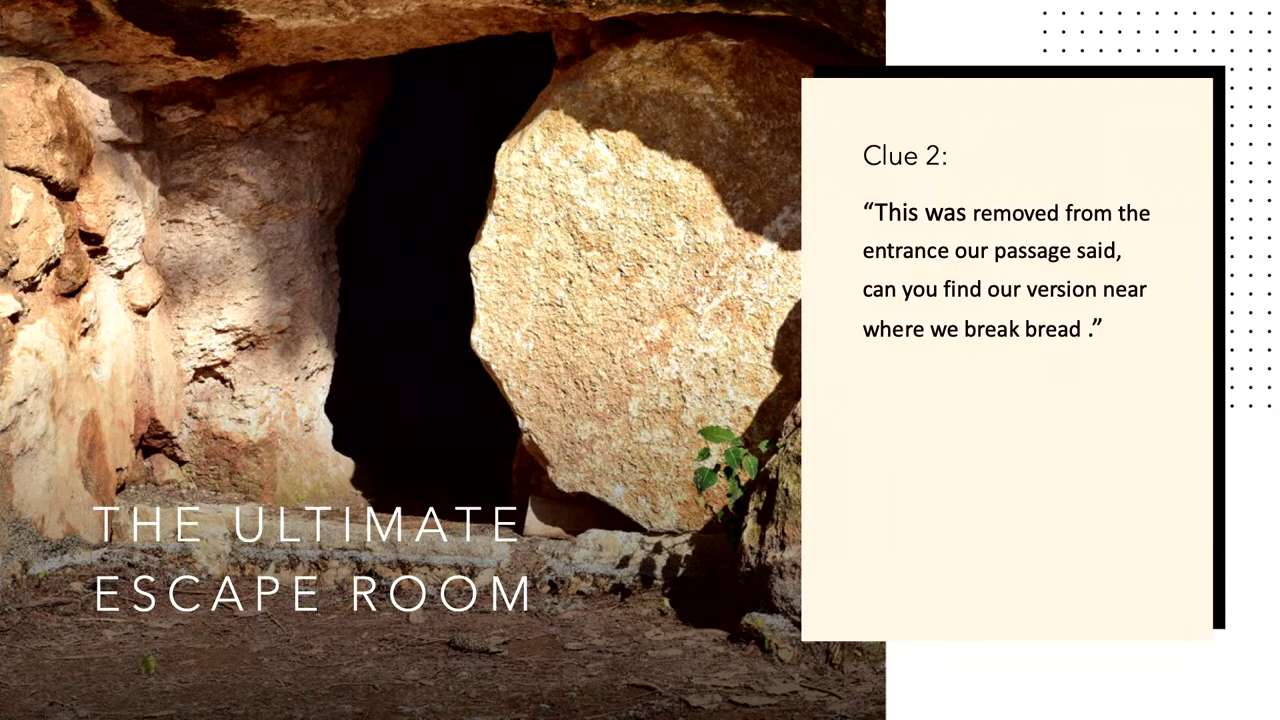 THE ULTIMATE
ESCAPE ROOM
Clue 2:
“This was removed from the
entrance our passage said,
can you find our version near
where we break bread .”